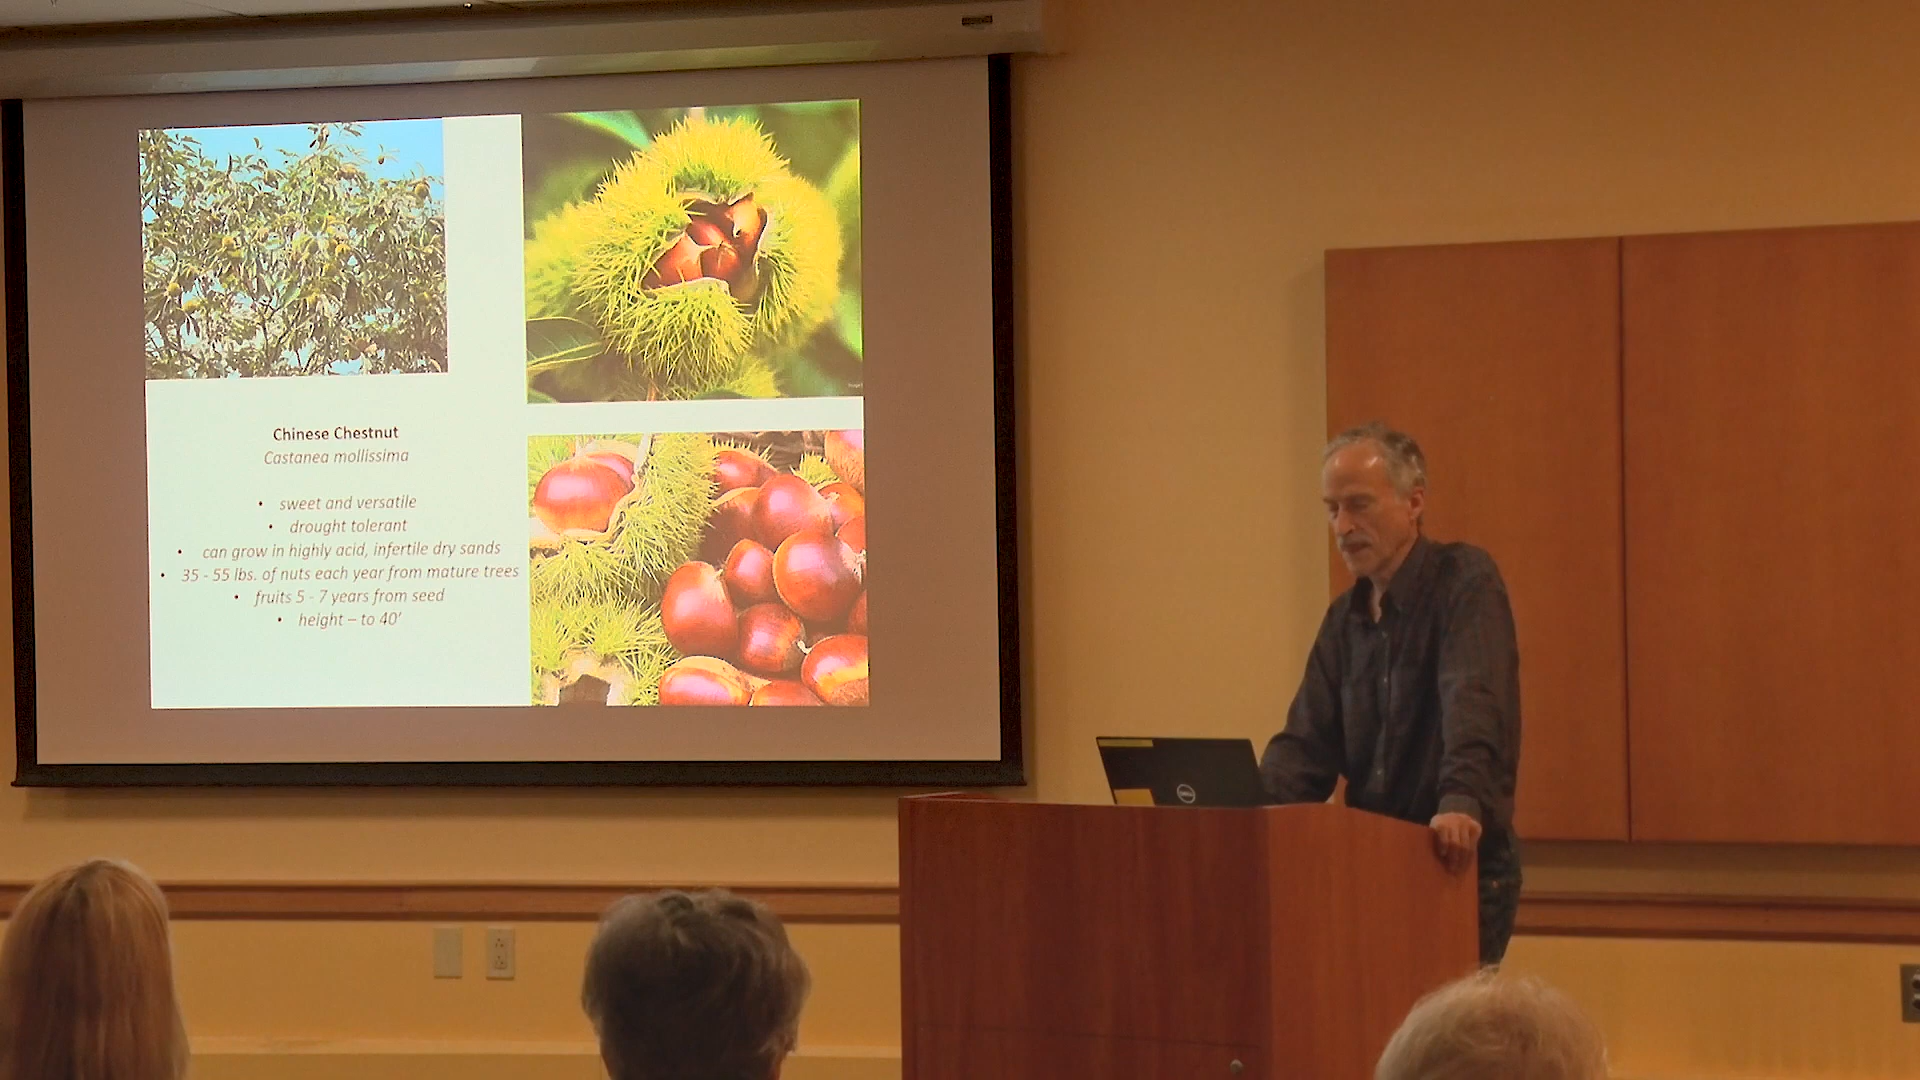 Chinese Chestnut
Castanea mollissima
• sweet and versatile
• drought tolerant
• can grow in highly acid, infertile dry sands
• 35 - 55 lbs. of nuts each year from mature trees
• fruits 5 - 7 years from seed
• height – to 40'
DELL